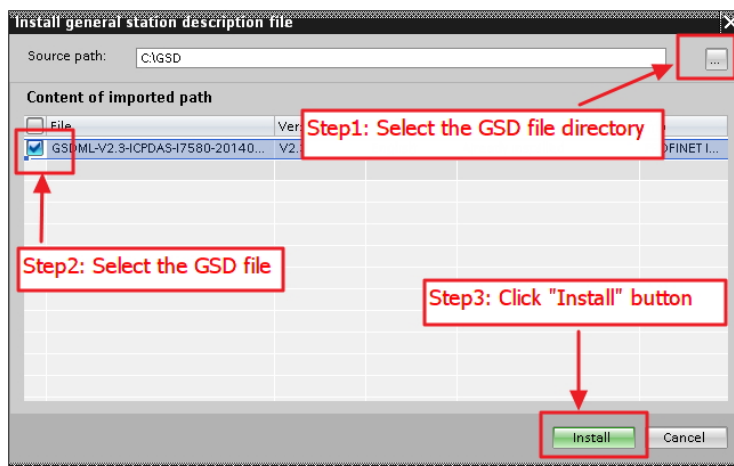 Install general station description file
Source path: C:\GSD ...
Content of imported path
File
Step1: Select the GSD file directory
GSDML-V2.3-ICPDAS-I7580-20140...
Step2: Select the GSD file
Step3: Click "Install" button
Install Cancel